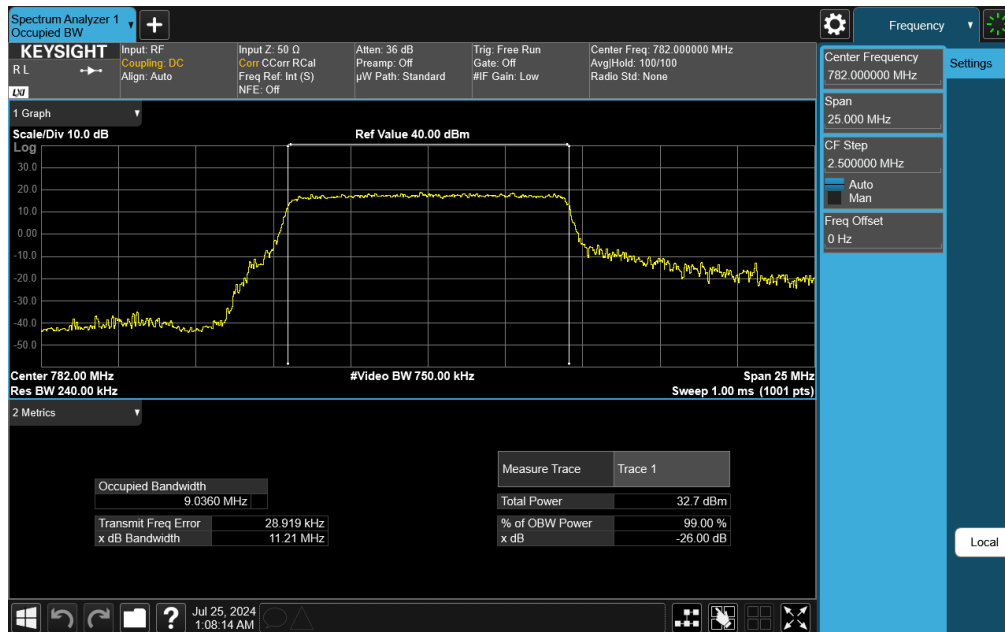 Spectrum Analyzer 1
Occupied BW
Frequency
KEYSIGHT
R L
LXI
Input: RF
Coupling: DC
Align: Auto
Input Z: 50 Ω
Corr CCorr RCal
Freq Ref: Int (S)
NFE: Off
Atten: 36 dB
Preamp: Off
µW Path: Standard
Trig: Free Run
Gate: Off
#IF Gain: Low
Center Freq: 782.000000 MHz
Avg|Hold: 100/100
Radio Std: None
Center Frequency
782.000000 MHz
Settings
Span
25.000 MHz
CF Step
2.500000 MHz
Auto
Man
Freq Offset
0 Hz
Local
1 Graph
Scale/Div 10.0 dB
Ref Value 40.00 dBm
Log
30.0
20.0
10.0
0.00
-10.0
-20.0
-30.0
-40.0
-50.0
Center 782.00 MHz
#Video BW 750.00 kHz
Span 25 MHz
Res BW 240.00 kHz
Sweep 1.00 ms (1001 pts)
2 Metrics
Measure Trace
Trace 1
Occupied Bandwidth
9.0360 MHz
Total Power
32.7 dBm
Transmit Freq Error
28.919 kHz
% of OBW Power
99.00 %
x dB Bandwidth
11.21 MHz
x dB
-26.00 dB
?
Jul 25, 2024
1:08:14 AM